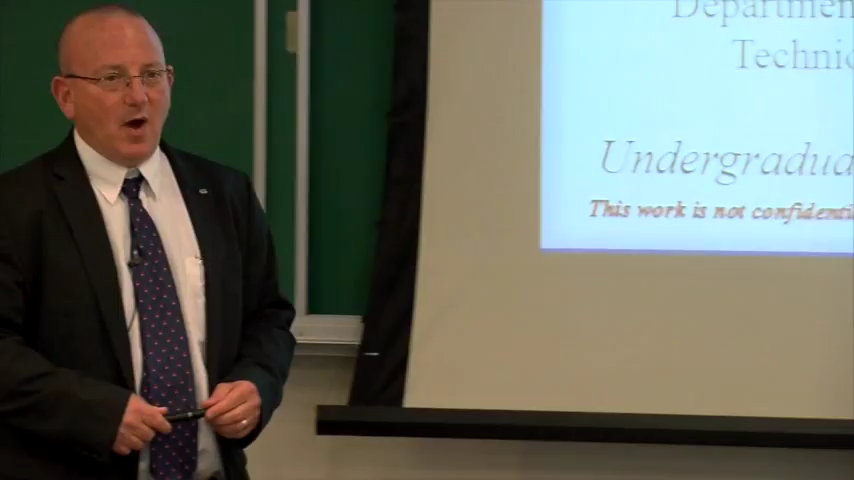 Departmen
Technic
Undergradua
This work is not confidenti